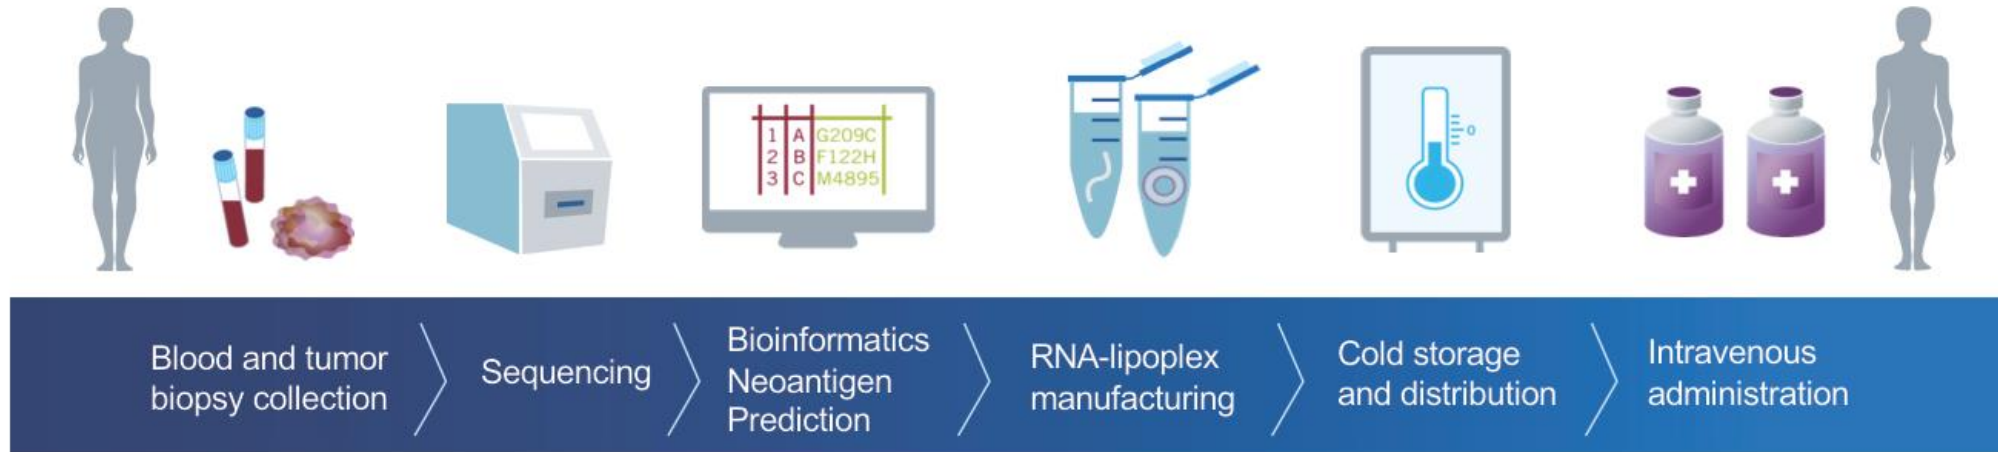 1 A G209C
2 B F122H
3 C M4895
0
Blood and tumor
biopsy collection
Sequencing
Bioinformatics
Neoantigen
Prediction
RNA-lipoplex
manufacturing
Cold storage
and distribution
Intravenous
administration